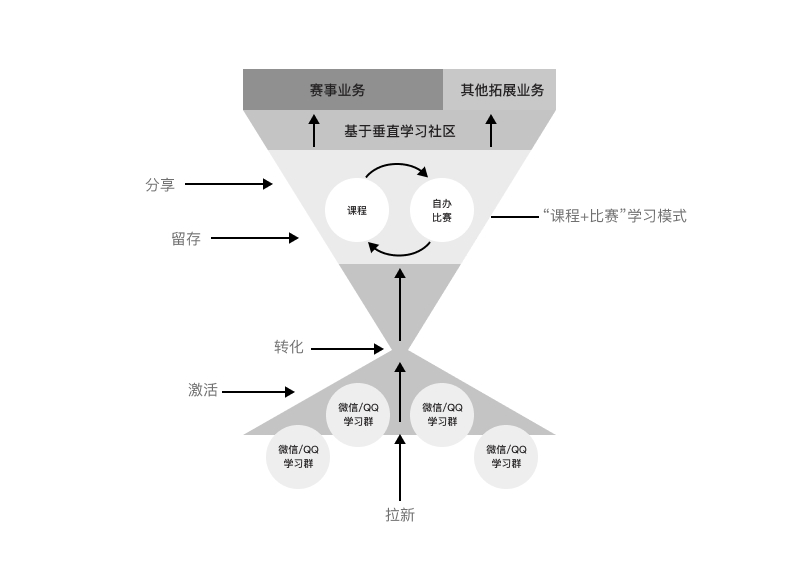 赛事业务
其他拓展业务
基于垂直学习社区
分享
课程
自办
比赛
“课程+比赛”学习模式
留存
转化
激活
微信/QQ
学习群
微信/QQ
学习群
微信/QQ
学习群
微信/QQ
学习群
拉新